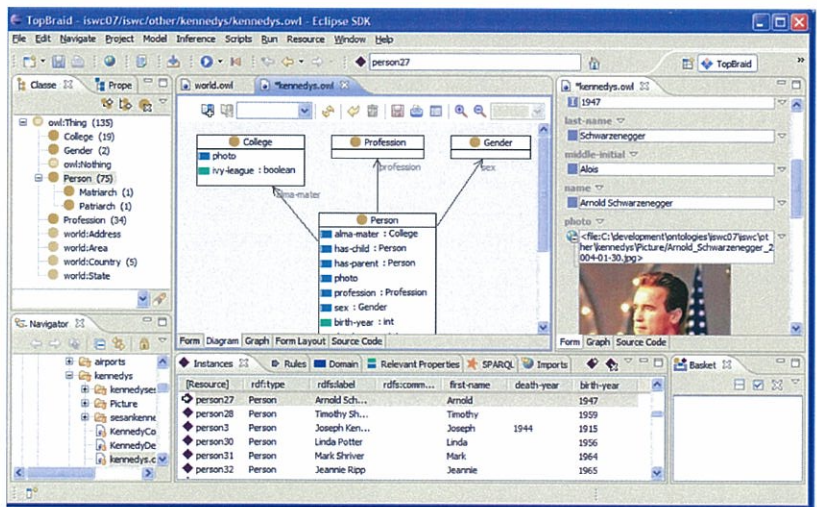 TopBraid - iswc07/iswc/other/kennedys/kennedys.owl - Eclipse SDK
File Edit Navigate Project Model Inference Scripts Run Resource Window Help
person27
TopBraid
»
Classe
Prope
owl:Thing (135)
College (19)
Gender (2)
owl:Nothing
Person (75)
Matriarch (1)
Patriarch (1)
Profession (34)
world:Address
world:Area
world:Country (5)
world:State
Navigator
airports
kennedys
kennedyses
Picture
sesankenne
KennedyCo
KennedyDe
kennedys.c
world.owl
*kennedys.owl
College
photo
ivy-league : boolean
Profession
Gender
alma-mater
profession
sex
Person
alma-mater : College
has-child : Person
has-parent : Person
photo
profession : Profession
sex : Gender
birth-year : int
Form Diagram Graph Form Layout Source Code
*kennedys.owl
1947
last-name
Schwarzenegger
middle-initial
Alois
name
Arnold Schwarzenegger
photo
<file:C:\development\ontologies\iswc07\iswc\ot
her\kennedys\Picture/Arnold_Schwarzenegger_2
004-01-30.jpg>
Form Graph Source Code
Instances Rules Domain Relevant Properties SPARQL Imports
[Resource] rdf:type rdfs:label rdfs:comm... first-name death-year birth-year
person27 Person Arnold Sch... Arnold 1947
person28 Person Timothy Sh... Timothy 1959
person3 Person Joseph Ken... Joseph 1944 1915
person30 Person Linda Potter Linda 1956
person31 Person Mark Shriver Mark 1964
person32 Person Jeannie Ripp Jeannie 1965
Basket